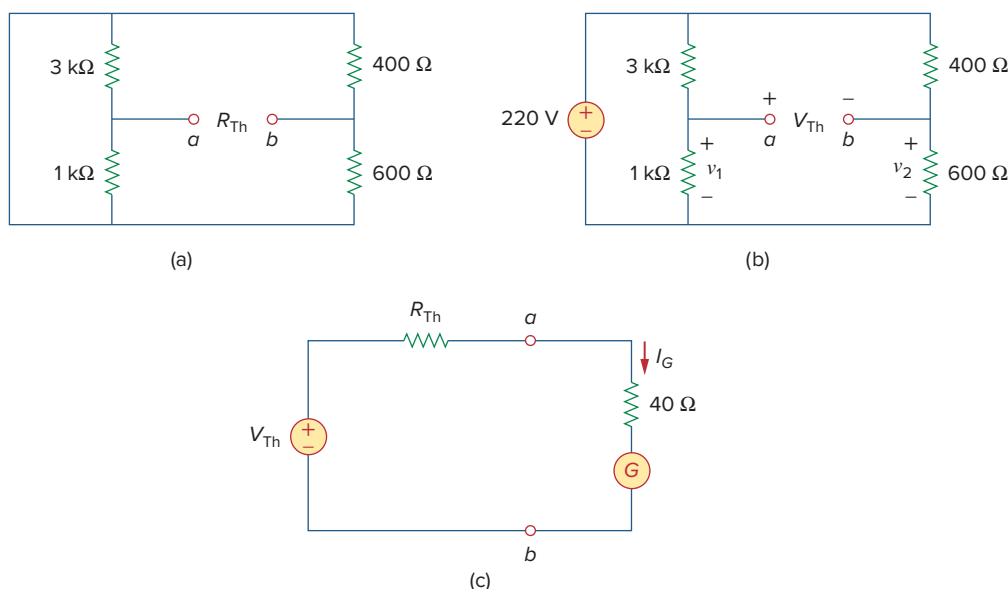 3 kΩ 400 Ω 3 kΩ 400 Ω
R_Th 220 V + − + V_Th −
a b a b
1 kΩ 600 Ω 1 kΩ + v_1 − + v_2 − 600 Ω
(a) (b)
R_Th a
I_G
40 Ω
V_Th + −
G
b
(c)